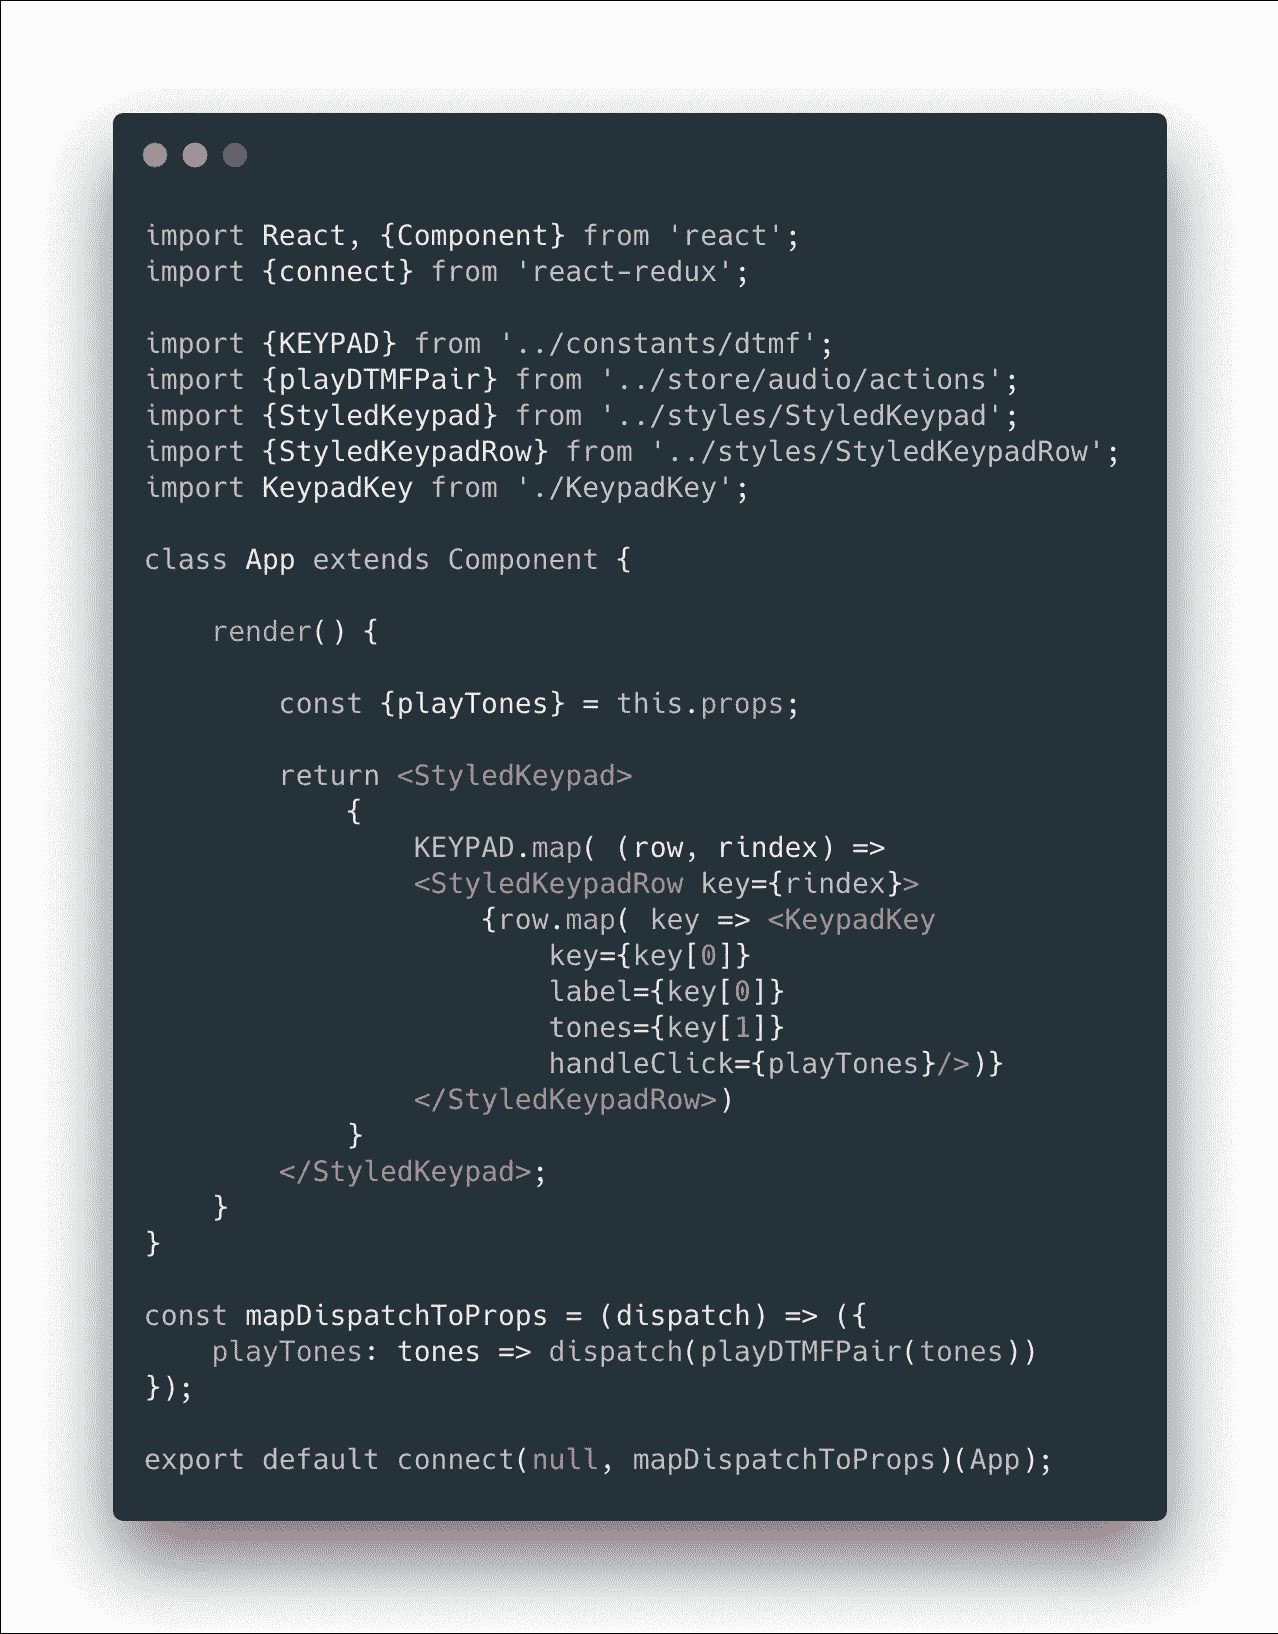 import React, {Component} from 'react';
import {connect} from 'react-redux';

import {KEYPAD} from '../constants/dtmf';
import {playDTMFPair} from '../store/audio/actions';
import {StyledKeypad} from '../styles/StyledKeypad';
import {StyledKeypadRow} from '../styles/StyledKeypadRow';
import KeypadKey from './KeypadKey';

class App extends Component {

    render() {

        const {playTones} = this.props;

        return <StyledKeypad>
            {
                KEYPAD.map( (row, rindex) =>
                <StyledKeypadRow key={rindex}>
                    {row.map( key => <KeypadKey
                        key={key[0]}
                        label={key[0]}
                        tones={key[1]}
                        handleClick={playTones}/>)}
                </StyledKeypadRow>)
            }
        </StyledKeypad>;
    }
}

const mapDispatchToProps = (dispatch) => ({
    playTones: tones => dispatch(playDTMFPair(tones))
});

export default connect(null, mapDispatchToProps)(App);